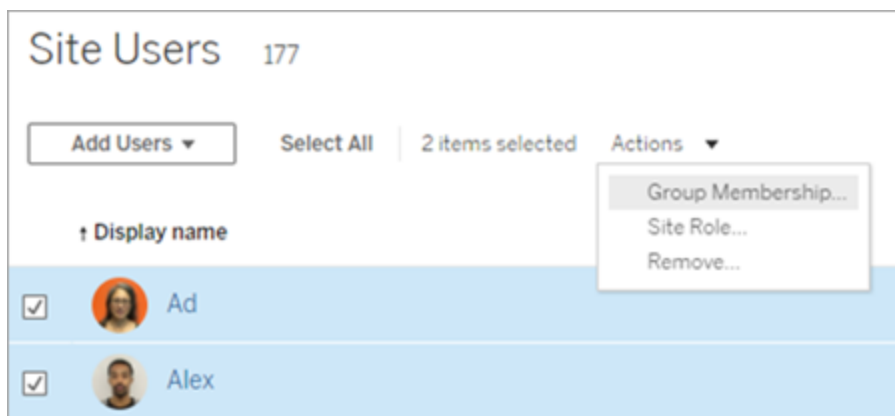 Site Users 177
Add Users ▾ Select All 2 items selected Actions ▼
Group Membership...
Site Role...
Remove...
↑ Display name
Ad
Alex